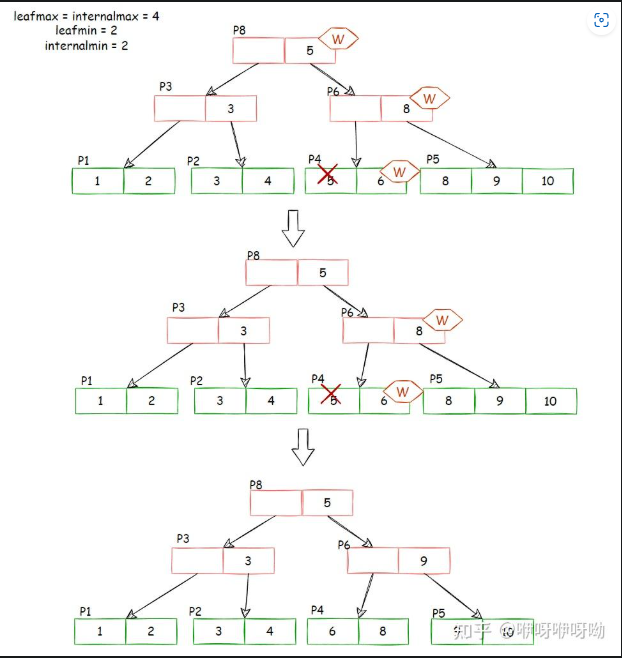 leafmax = internalmax = 4
leafmin = 2
internalmin = 2
P8
5
W
P3
3
P6
8
W
P1
1 2
P2
3 4
P4
5 6
W
P5
8 9 10
P8
5
P3
3
P6
8
W
P1
1 2
P2
3 4
P4
5 6
W
P5
8 9 10
P8
5
P3
3
P6
9
P1
1 2
P2
3 4
P4
6 8
P5
9 10
知乎 @咿呀咿呀呦